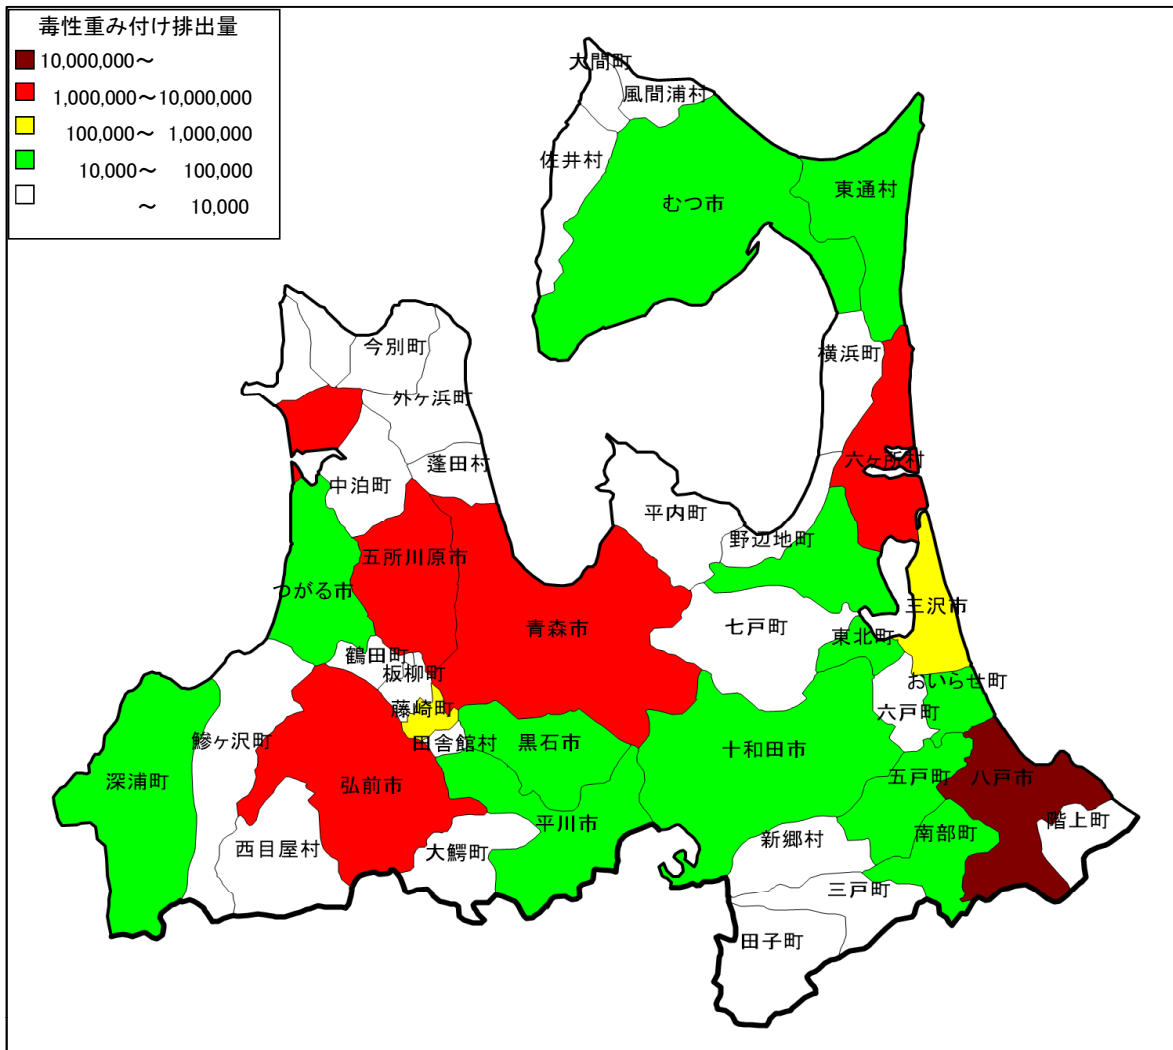 毒性重み付け排出量
10,000,000～
1,000,000～10,000,000
100,000～ 1,000,000
10,000～ 100,000
～ 10,000
大間町
風間浦村
佐井村
むつ市
東通村
横浜町
今別町
外ヶ浜町
蓬田村
中泊町
六ヶ所村
平内町
野辺地町
五所川原市
つがる市
青森市
七戸町
三沢市
東北町
鶴田町
板柳町
おいらせ町
藤崎町
六戸町
田舎館村
黒石市
十和田市
鰺ヶ沢町
深浦町
弘前市
五戸町
八戸市
平川市
南部町
階上町
新郷村
西目屋村
大鰐町
三戸町
田子町